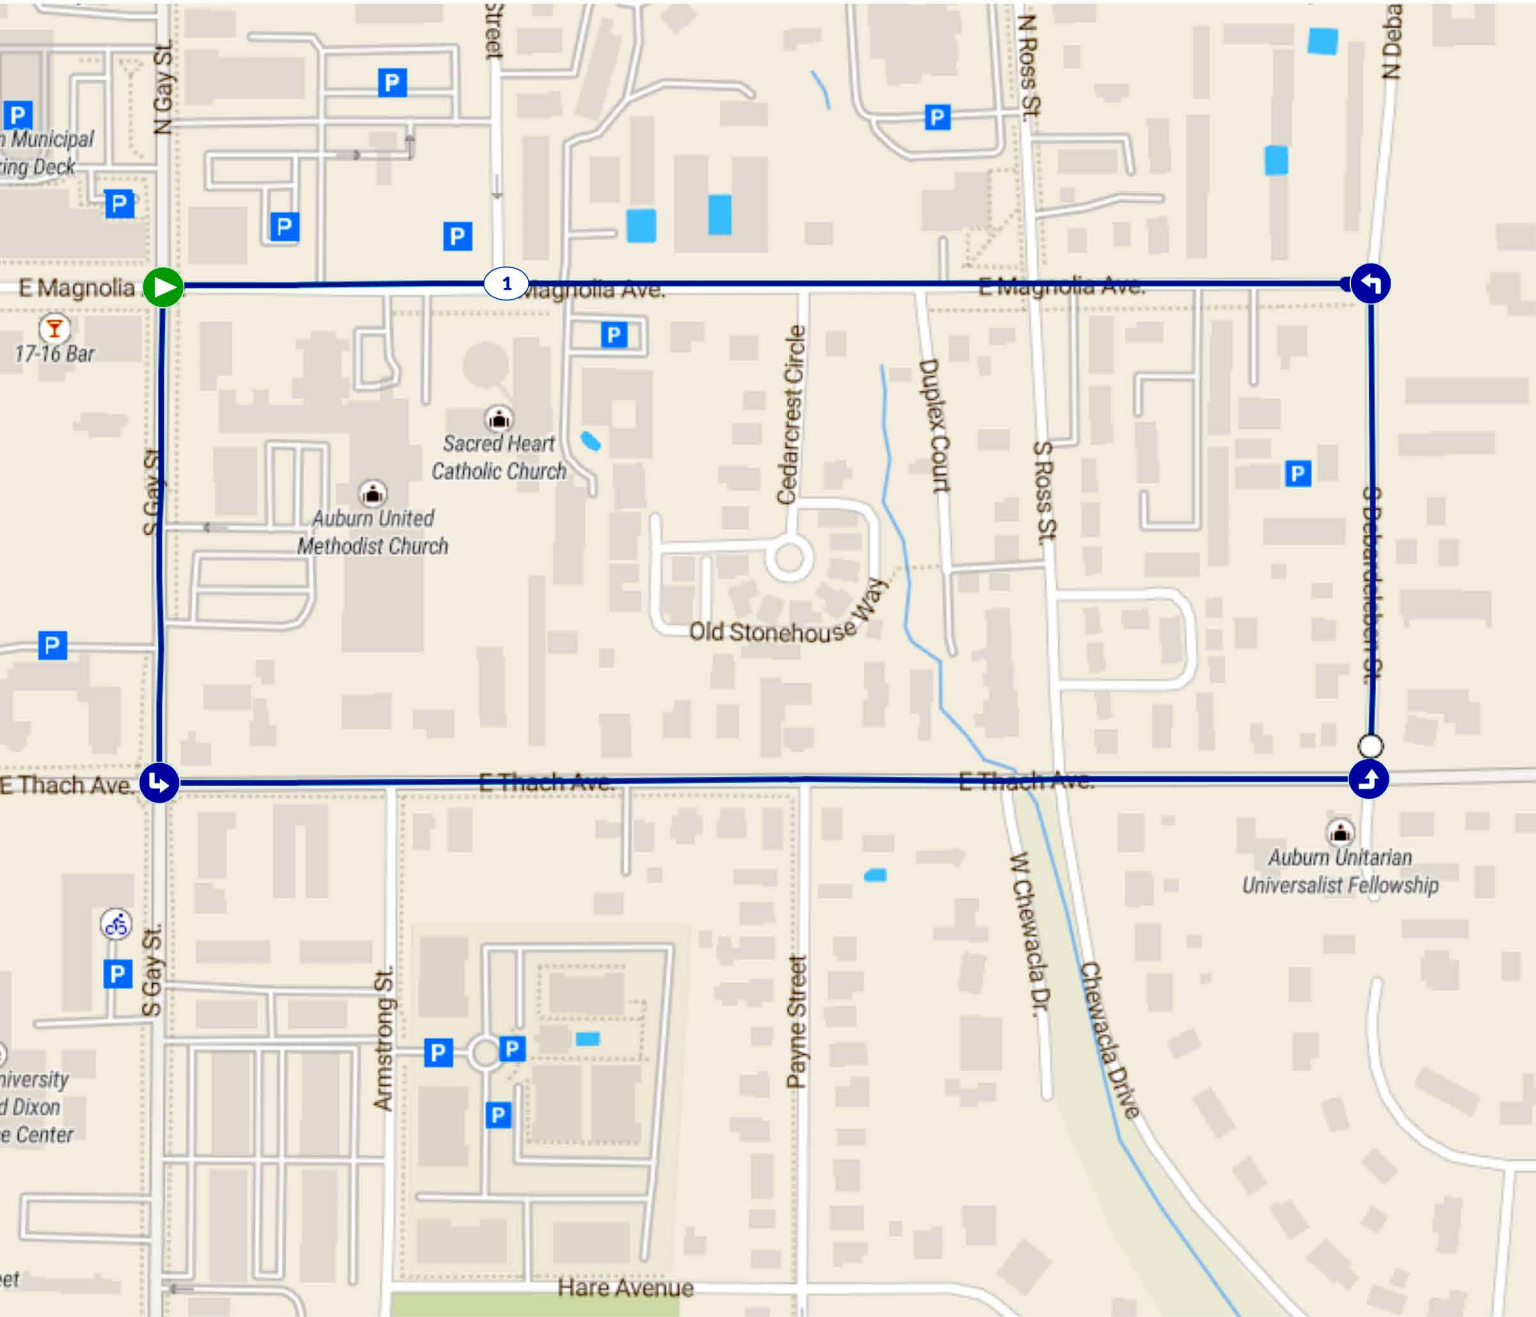 N Gay St.
Street
N Ross St.
N Deba
P
P
P
n Municipal
king Deck
P
P
P
E Magnolia
1
Magnolia Ave.
E Magnolia Ave.
17-16 Bar
P
Cedarcrest Circle
Duplex Court
Sacred Heart
Catholic Church
S Gay St.
S Ross St.
P
S Debardeleben St.
Auburn United
Methodist Church
Old Stonehouse Way
P
E Thach Ave.
E Thach Ave.
E Thach Ave.
Auburn Unitarian
Universalist Fellowship
W Chewacla Dr.
S Gay St.
P
Armstrong St.
Payne Street
Chewacla Drive
P
P
P
niversity
d Dixon
e Center
eet
Hare Avenue